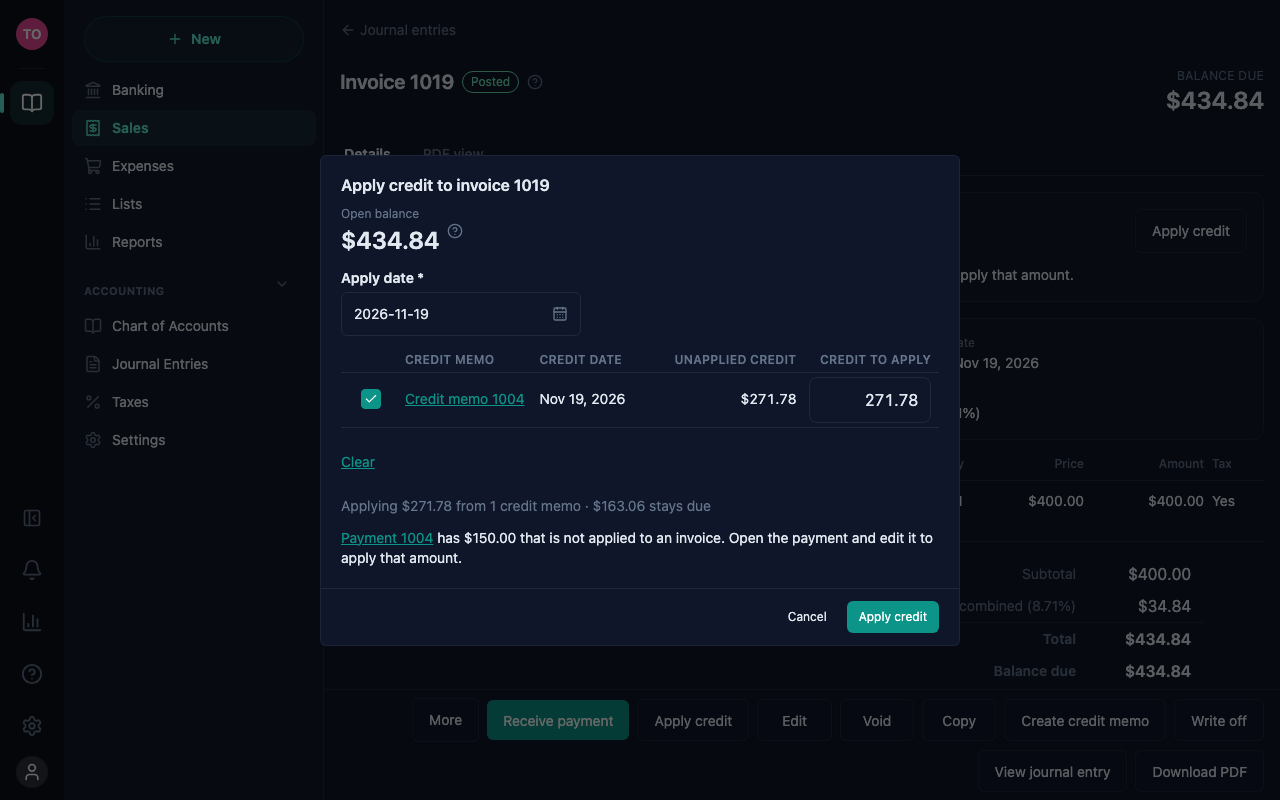 TO
New
Banking
Sales
Expenses
Lists
Reports
ACCOUNTING
Chart of Accounts
Journal Entries
Taxes
Settings
Journal entries
Invoice 1019 Posted
BALANCE DUE
$434.84
Details PDF view
Apply credit
pply that amount.
Apply credit to invoice 1019
Open balance
$434.84
Apply date *
2026-11-19
CREDIT MEMO CREDIT DATE UNAPPLIED CREDIT CREDIT TO APPLY
Credit memo 1004 Nov 19, 2026 $271.78 271.78
Clear
Applying $271.78 from 1 credit memo · $163.06 stays due
Payment 1004 has $150.00 that is not applied to an invoice. Open the payment and edit it to
apply that amount.
Cancel Apply credit
Nov 19, 2026
Price Amount Tax
$400.00 $400.00 Yes
Subtotal $400.00
combined (8.71%) $34.84
Total $434.84
Balance due $434.84
More Receive payment Apply credit Edit Void Copy Create credit memo Write off
View journal entry Download PDF